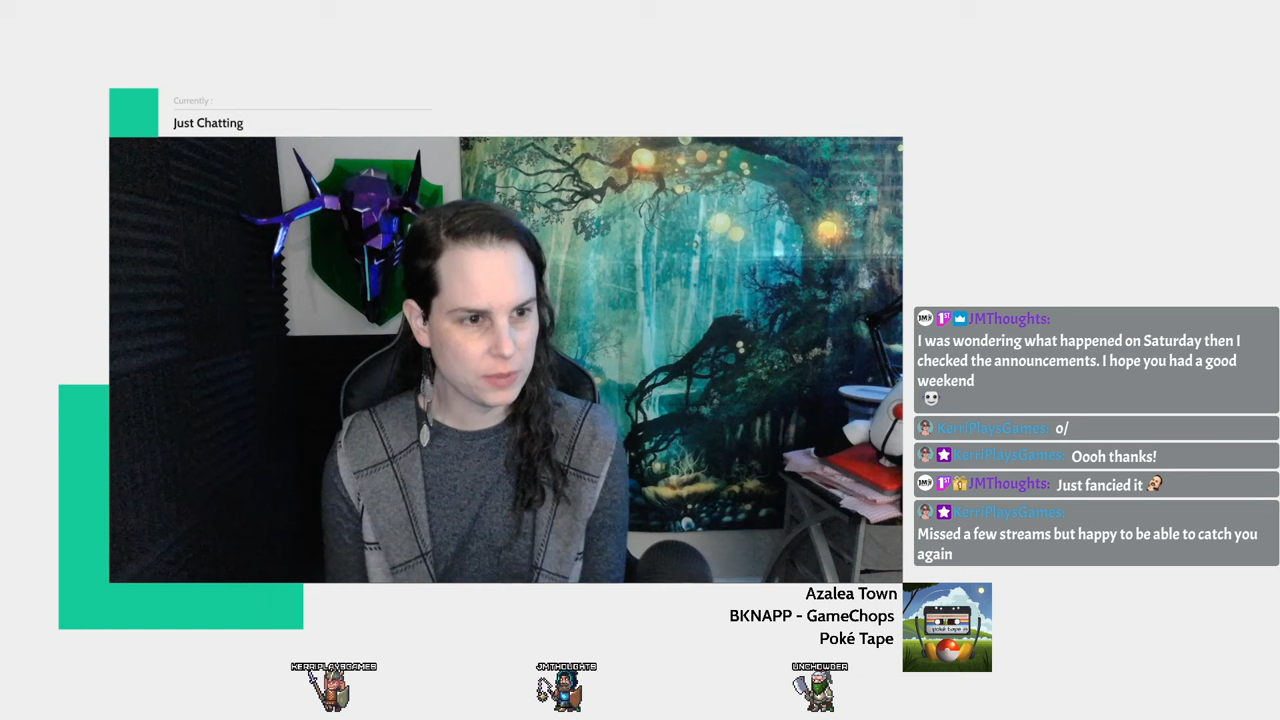 Currently :
Just Chatting
JMThoughts:
I was wondering what happened on Saturday then I
checked the announcements. I hope you had a good
weekend
KerriPlaysGames: o/
KerriPlaysGames: Oooh thanks!
JMThoughts: Just fancied it
KerriPlaysGames:
Missed a few streams but happy to be able to catch you
again
Azalea Town
BKNAPP - GameChops
Poké Tape
poké tape
KERRIPLAYSGAMES
JMTHOUGHTS
UNCHOWDER